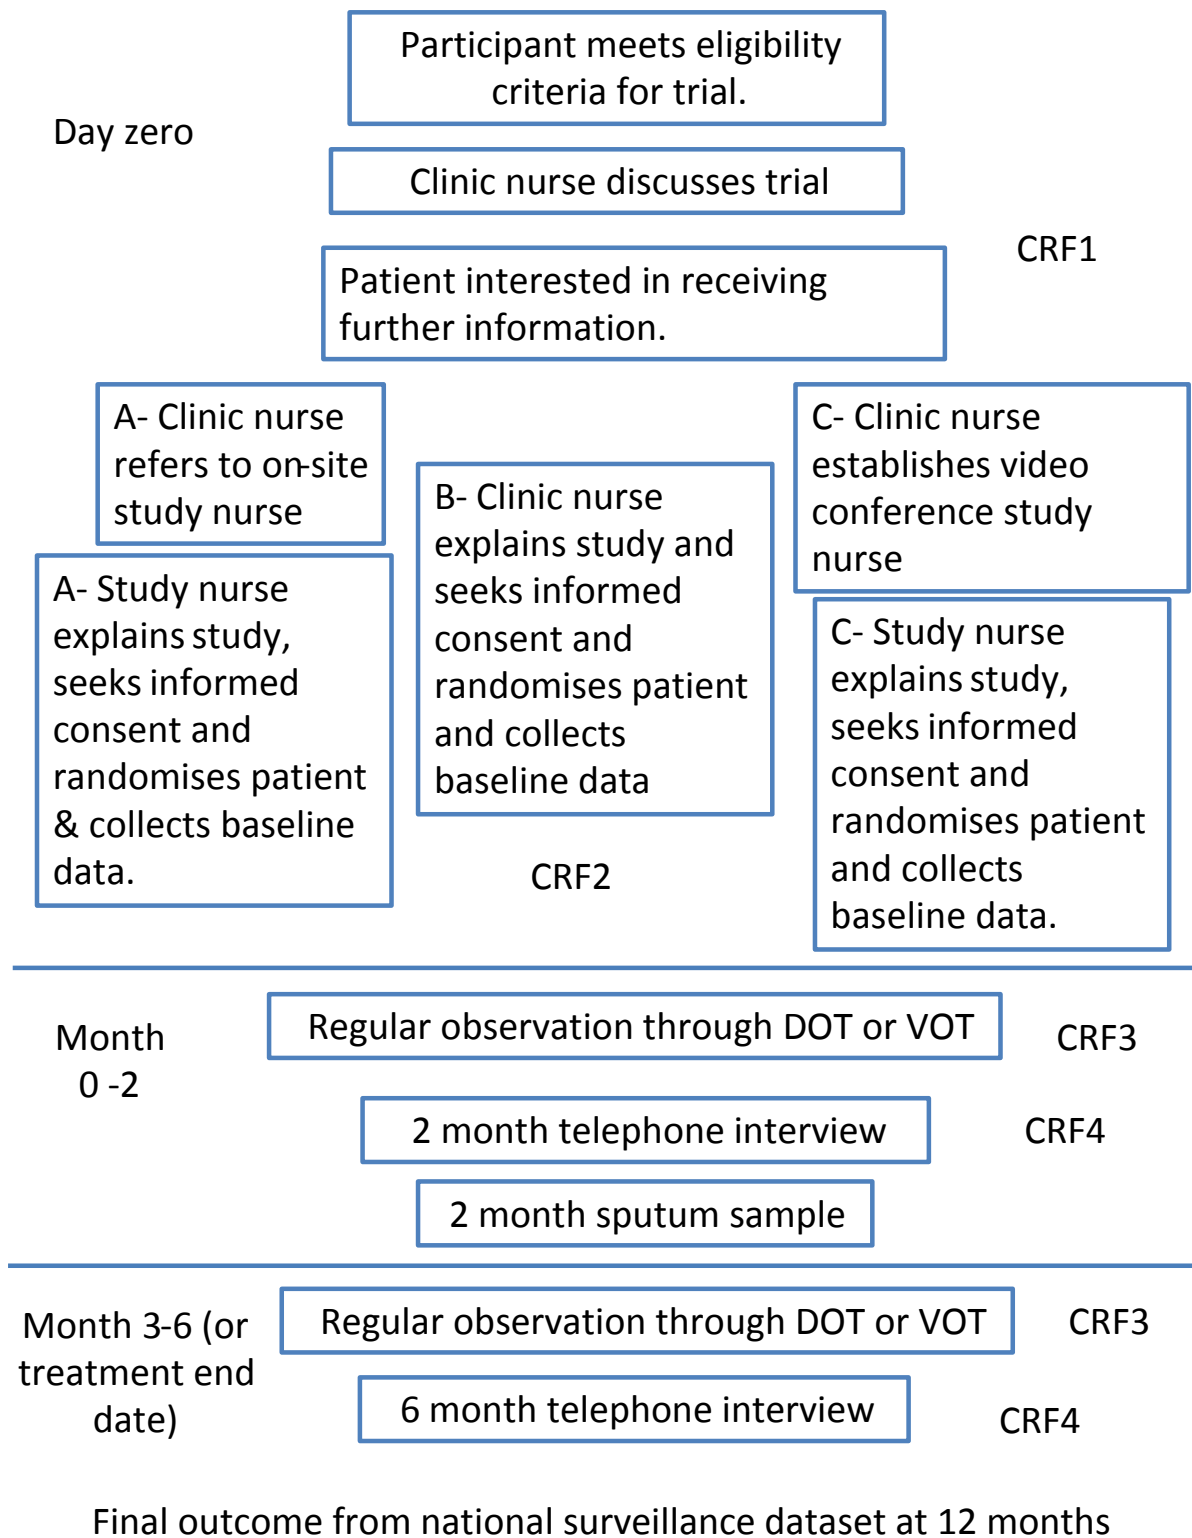 Participant meets eligibility
criteria for trial.
Day zero
Clinic nurse discusses trial
CRF1
Patient interested in receiving
further information.
A- Clinic nurse
refers to on-site
study nurse
A- Study nurse
explains study,
seeks informed
consent and
randomises patient
& collects baseline
data.
B- Clinic nurse
explains study and
seeks informed
consent and
randomises patient
and collects
baseline data
C- Clinic nurse
establishes video
conference study
nurse
C- Study nurse
explains study,
seeks informed
consent and
randomises patient
and collects
baseline data.
CRF2
Month
0 -2
Regular observation through DOT or VOT
CRF3
2 month telephone interview
CRF4
2 month sputum sample
Month 3-6 (or
treatment end
date)
Regular observation through DOT or VOT
CRF3
6 month telephone interview
CRF4
Final outcome from national surveillance dataset at 12 months